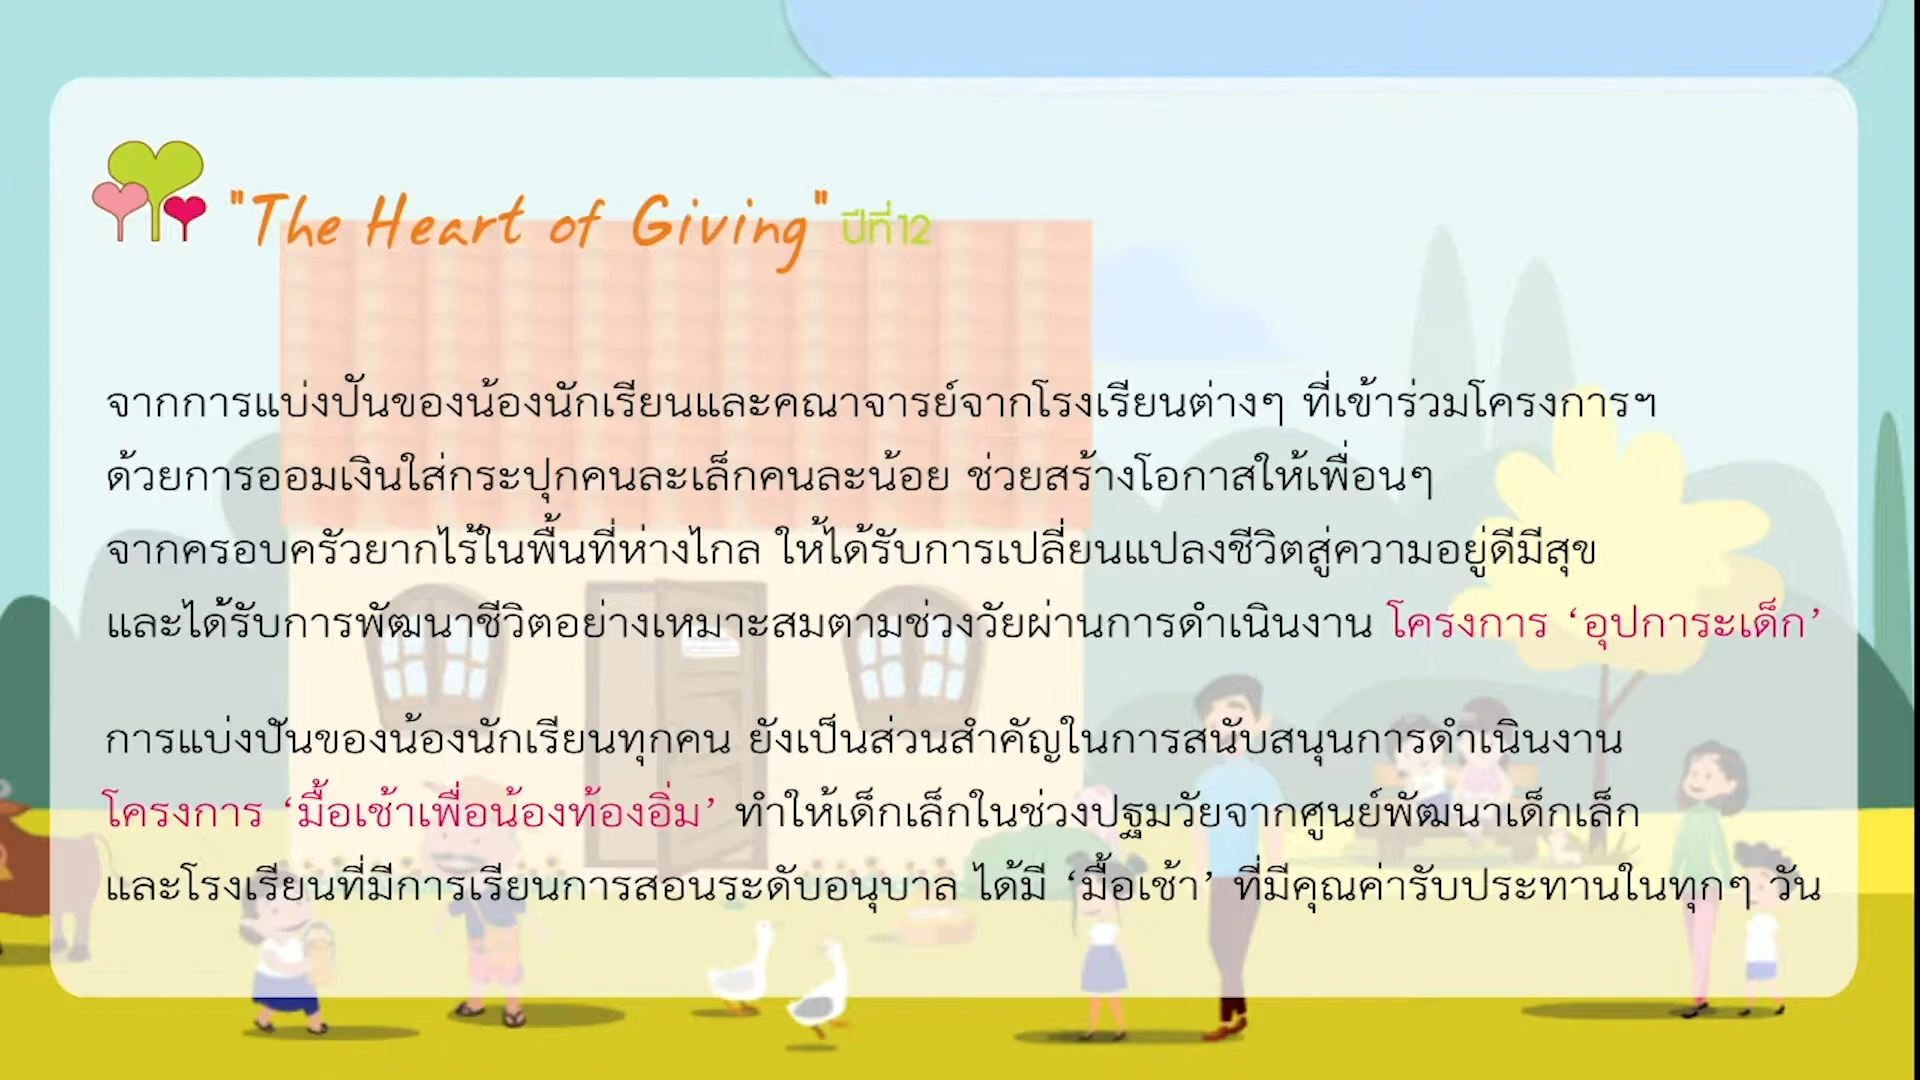 "The Heart of Giving" ปีที่ 12
จากการแบ่งปันของน้องนักเรียนและคณาจารย์จากโรงเรียนต่างๆ ที่เข้าร่วมโครงการฯ
ด้วยการออมเงินใส่กระปุกคนละเล็กคนละน้อย ช่วยสร้างโอกาสให้เพื่อนๆ
จากครอบครัวยากไร้ในพื้นที่ห่างไกล ให้ได้รับการเปลี่ยนแปลงชีวิตสู่ความอยู่ดีมีสุข
และได้รับการพัฒนาชีวิตอย่างเหมาะสมตามช่วงวัยผ่านการดำเนินงาน โครงการ ‘อุปการะเด็ก’
การแบ่งปันของน้องนักเรียนทุกคน ยังเป็นส่วนสำคัญในการสนับสนุนการดำเนินงาน
โครงการ ‘มื้อเช้าเพื่อน้องท้องอิ่ม’ ทำให้เด็กเล็กในช่วงปฐมวัยจากศูนย์พัฒนาเด็กเล็ก
และโรงเรียนที่มีการเรียนการสอนระดับอนุบาล ได้มี ‘มื้อเช้า’ ที่มีคุณค่ารับประทานในทุกๆ วัน